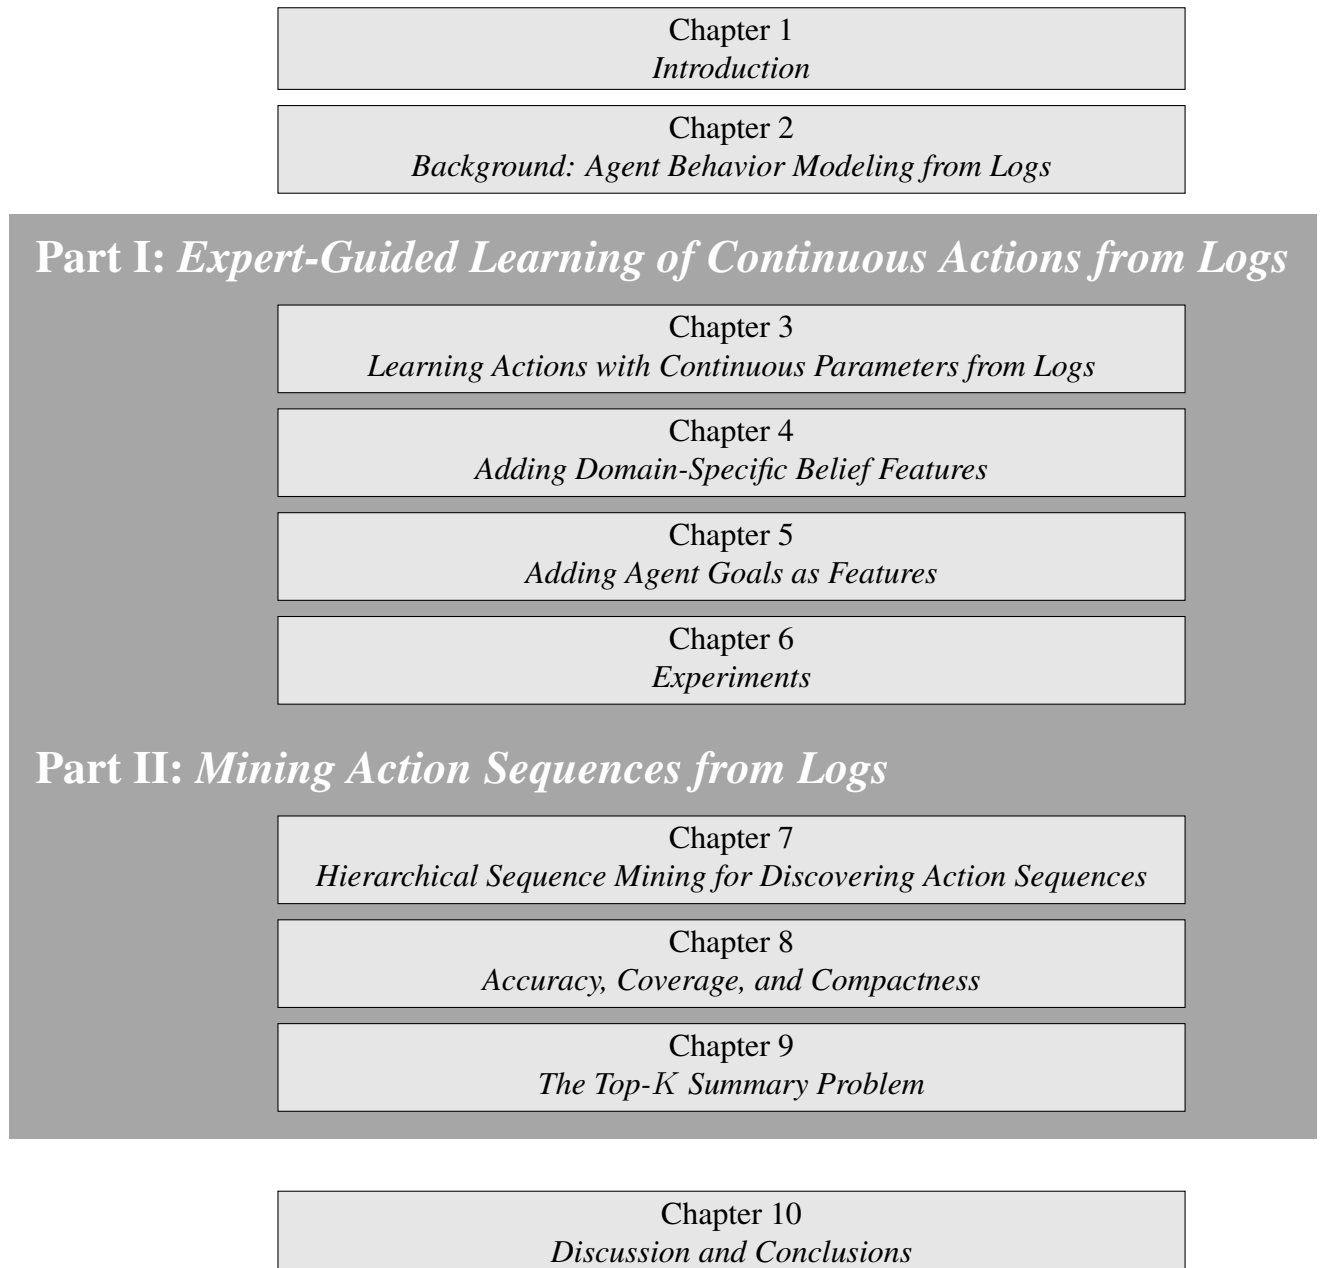 Chapter 1
Introduction
Chapter 2
Background: Agent Behavior Modeling from Logs
Part I: Expert-Guided Learning of Continuous Actions from Logs
Chapter 3
Learning Actions with Continuous Parameters from Logs
Chapter 4
Adding Domain-Specific Belief Features
Chapter 5
Adding Agent Goals as Features
Chapter 6
Experiments
Part II: Mining Action Sequences from Logs
Chapter 7
Hierarchical Sequence Mining for Discovering Action Sequences
Chapter 8
Accuracy, Coverage, and Compactness
Chapter 9
The Top-K Summary Problem
Chapter 10
Discussion and Conclusions